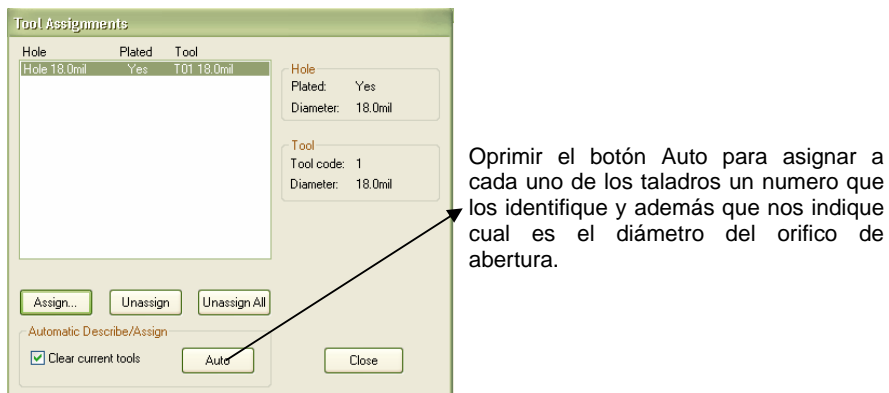 Tool Assignments
Hole Plated Tool
Hole 18.0mil Yes T01 18.0mil
Hole
Plated: Yes
Diameter: 18.0mil
Tool
Tool code: 1
Diameter: 18.0mil
Assign... Unassign Unassign All
Automatic Describe/Assign
Clear current tools Auto Close
Oprimir el botón Auto para asignar a
cada uno de los taladros un numero que
los identifique y además que nos indique
cual es el diámetro del orifico de
abertura.